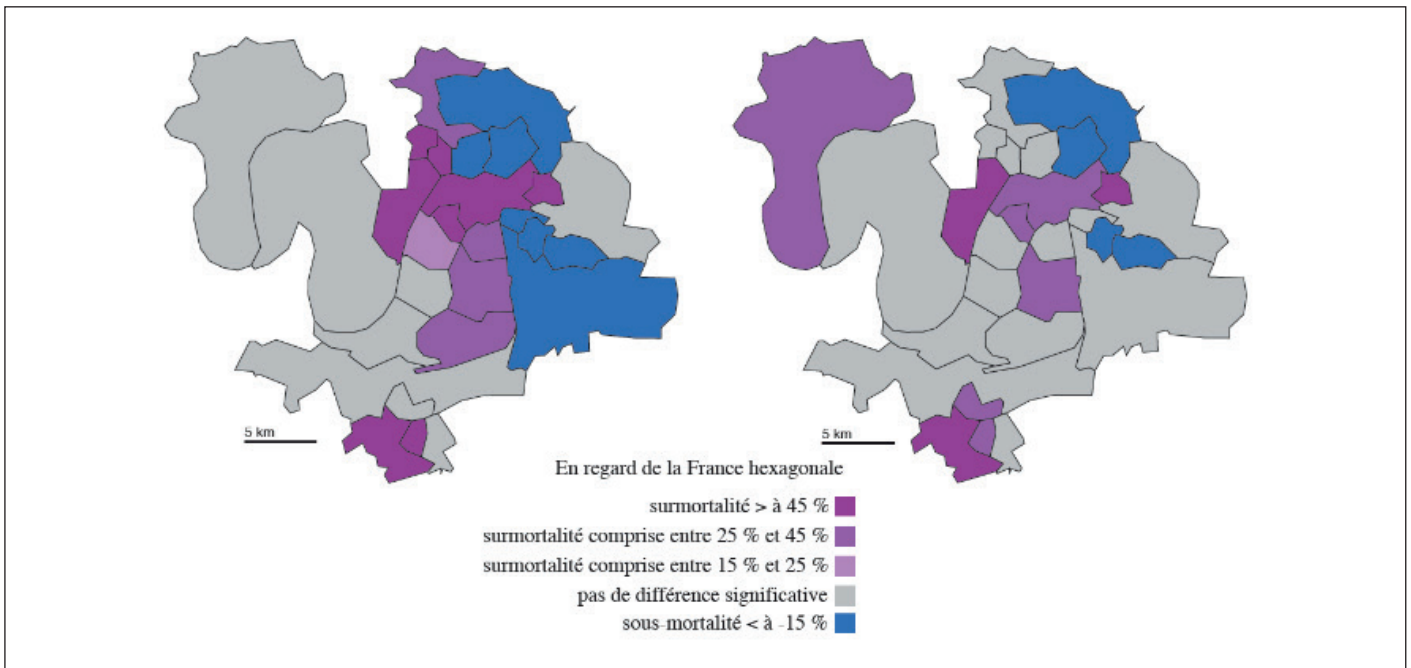 5 km
5 km
En regard de la France hexagonale
surmortalité > à 45 %
surmortalité comprise entre 25 % et 45 %
surmortalité comprise entre 15 % et 25 %
pas de différence significative
sous-mortalité < à -15 %